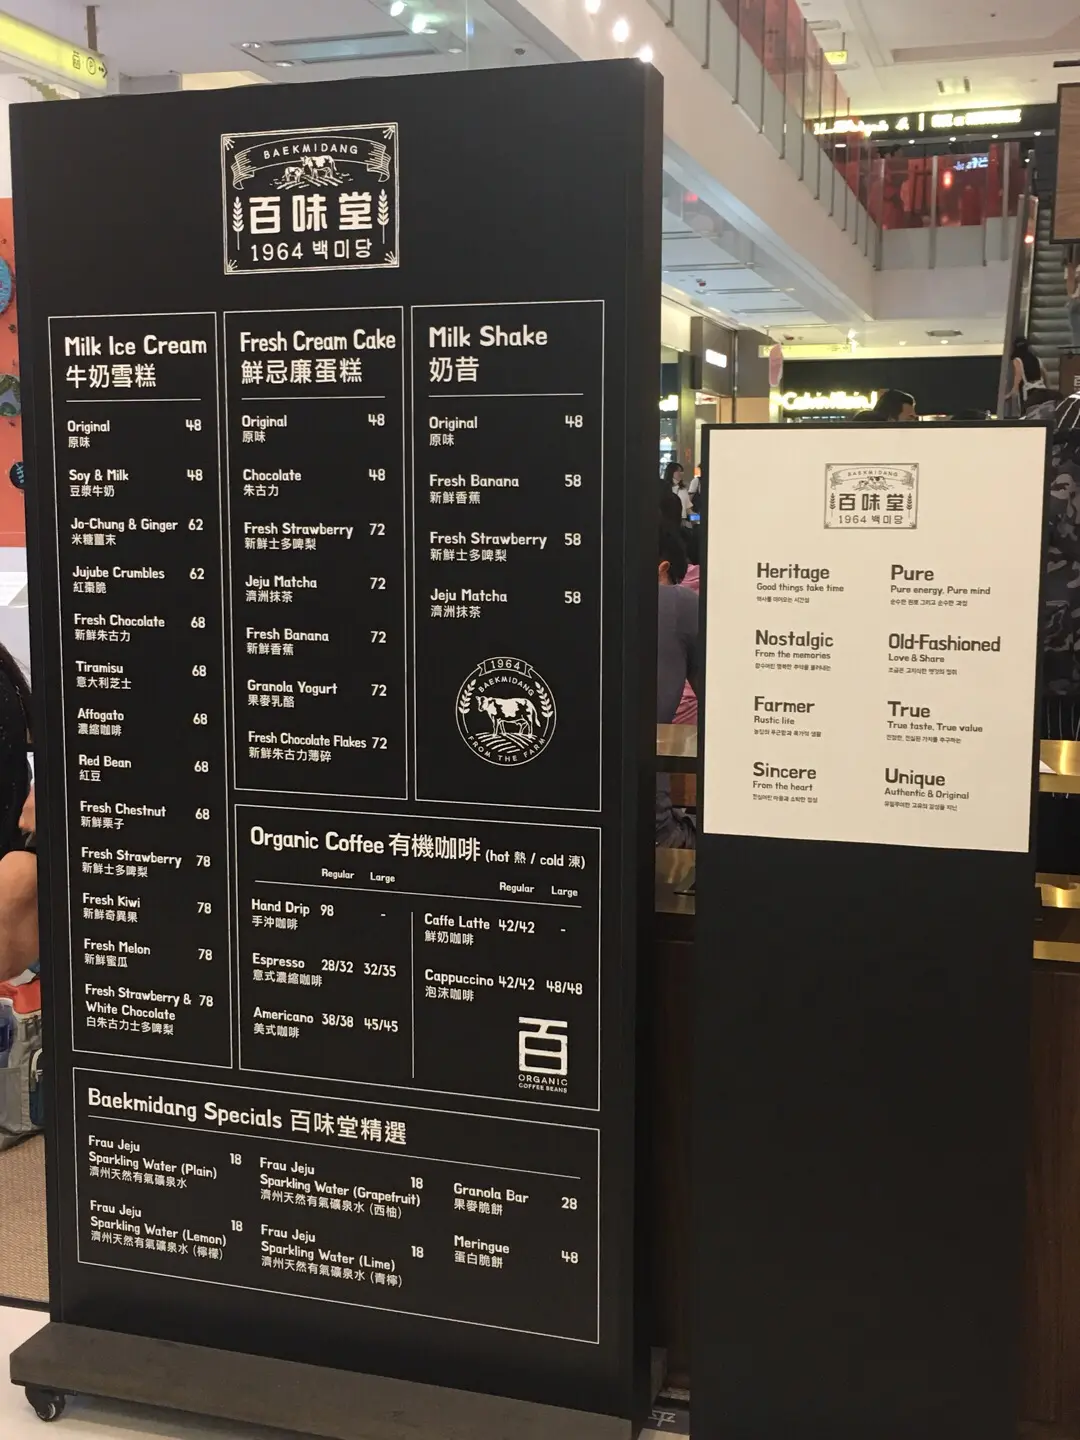 BAEKMIDANG
百味堂
1964 백미당
Milk Ice Cream
牛奶雪糕
Original 48
原味
Soy & Milk 48
豆漿牛奶
Jo-Chung & Ginger 62
米糖薑末
Jujube Crumbles 62
紅棗脆
Fresh Chocolate 68
新鮮朱古力
Tiramisu 68
意大利芝士
Affogato 68
濃縮咖啡
Red Bean 68
紅豆
Fresh Chestnut 68
新鮮栗子
Fresh Strawberry 78
新鮮士多啤梨
Fresh Kiwi 78
新鮮奇異果
Fresh Melon 78
新鮮蜜瓜
Fresh Strawberry & 78
White Chocolate
白朱古力士多啤梨
Fresh Cream Cake
鮮忌廉蛋糕
Original 48
原味
Chocolate 48
朱古力
Fresh Strawberry 72
新鮮士多啤梨
Jeju Matcha 72
濟洲抹茶
Fresh Banana 72
新鮮香蕉
Granola Yogurt 72
果麥乳酪
Fresh Chocolate Flakes 72
新鮮朱古力薄碎
Milk Shake
奶昔
Original 48
原味
Fresh Banana 58
新鮮香蕉
Fresh Strawberry 58
新鮮士多啤梨
Jeju Matcha 58
濟洲抹茶
1964
BAEKMIDANG
FROM THE FARM
Organic Coffee 有機咖啡 (hot 熱 / cold 凍)
Regular Large
Hand Drip 98 -
手沖咖啡
Espresso 28/32 32/35
意式濃縮咖啡
Americano 38/38 45/45
美式咖啡
Regular Large
Caffe Latte 42/42 -
鮮奶咖啡
Cappuccino 42/42 48/48
泡沫咖啡
百
ORGANIC
COFFEE BEANS
Baekmidang Specials 百味堂精選
Frau Jeju
Sparkling Water (Plain) 18
濟州天然有氣礦泉水
Frau Jeju
Sparkling Water (Lemon) 18
濟州天然有氣礦泉水 (檸檬)
Frau Jeju
Sparkling Water (Grapefruit) 18
濟州天然有氣礦泉水 (西柚)
Frau Jeju
Sparkling Water (Lime) 18
濟州天然有氣礦泉水 (青檸)
Granola Bar 28
果麥脆餅
Meringue 48
蛋白脆餅
BAEKMIDANG
百味堂
1964 백미당
Heritage
Good things take time
Pure
Pure energy, Pure mind
Nostalgic
From the memories
Old-Fashioned
Love & Share
Farmer
Rustic life
True
True taste, True value
Sincere
From the heart
Unique
Authentic & Original
Calvin Klein